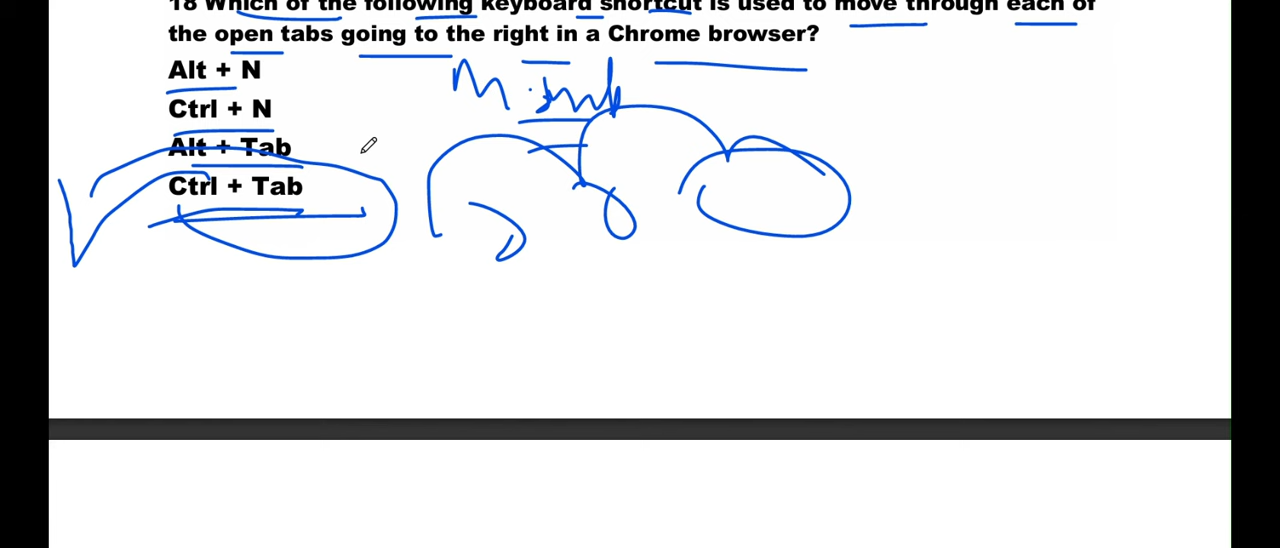 18 Which of the following keyboard shortcut is used to move through each of
the open tabs going to the right in a Chrome browser?
Alt + N
Ctrl + N
Alt + Tab
Ctrl + Tab